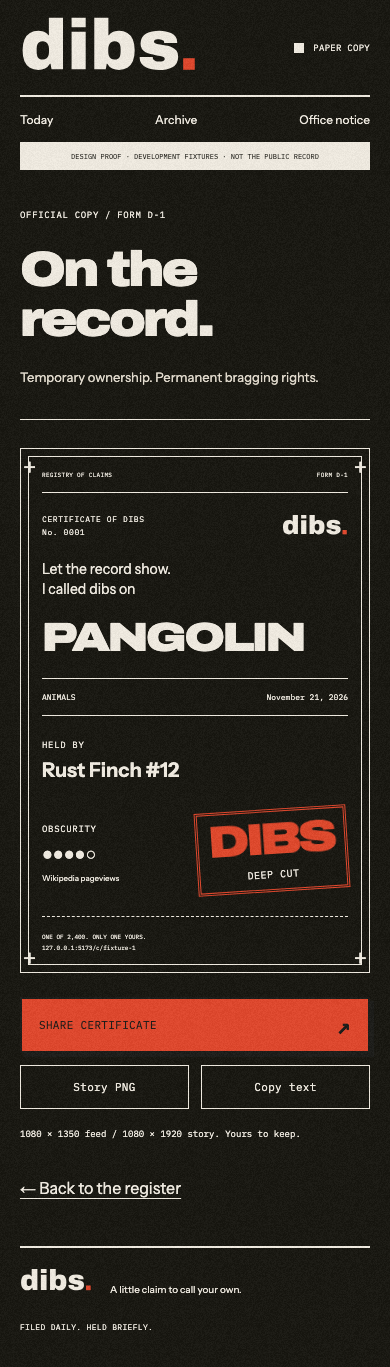 dibs.
PAPER COPY
Today Archive Office notice
DESIGN PROOF · DEVELOPMENT FIXTURES · NOT THE PUBLIC RECORD
OFFICIAL COPY / FORM D-1
On the
record.
Temporary ownership. Permanent bragging rights.
REGISTRY OF CLAIMS FORM D-1
CERTIFICATE OF DIBS
No. 0001
dibs.
Let the record show.
I called dibs on
PANGOLIN
ANIMALS November 21, 2026
HELD BY
Rust Finch #12
OBSCURITY
Wikipedia pageviews
DIBS
DEEP CUT
ONE OF 2,400. ONLY ONE YOURS.
127.0.0.1:5173/c/fixture-1
SHARE CERTIFICATE ↗
Story PNG Copy text
1080 × 1350 feed / 1080 × 1920 story. Yours to keep.
← Back to the register
dibs. A little claim to call your own.
FILED DAILY. HELD BRIEFLY.